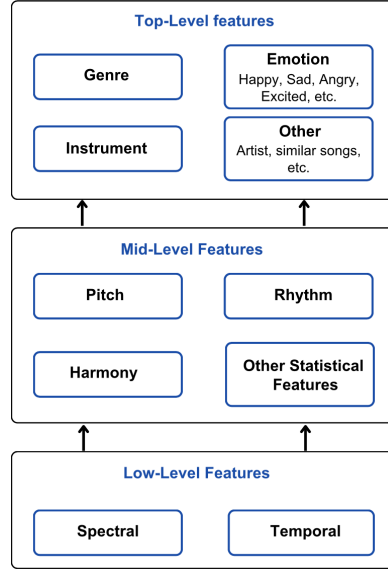 Top-Level features
Genre
Emotion
Happy, Sad, Angry,
Excited, etc.
Instrument
Other
Artist, similar songs,
etc.
Mid-Level Features
Pitch
Rhythm
Harmony
Other Statistical
Features
Low-Level Features
Spectral
Temporal